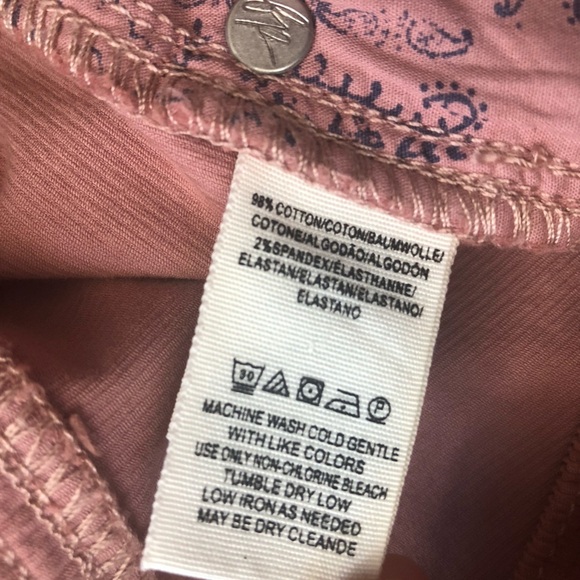 98% COTTON/COTON/BAUMWOLLE/
COTONE/ALGODÃO/ALGODÓN
2%SPANDEX/ÉLASTHANNE/
ELASTAN/ELASTAN/ELASTANO/
ELASTANO
30
P
MACHINE WASH COLD GENTLE
WITH LIKE COLORS
USE ONLY NON-CHLORINE BLEACH
TUMBLE DRY LOW
LOW IRON AS NEEDED
MAY BE DRY CLEANDE